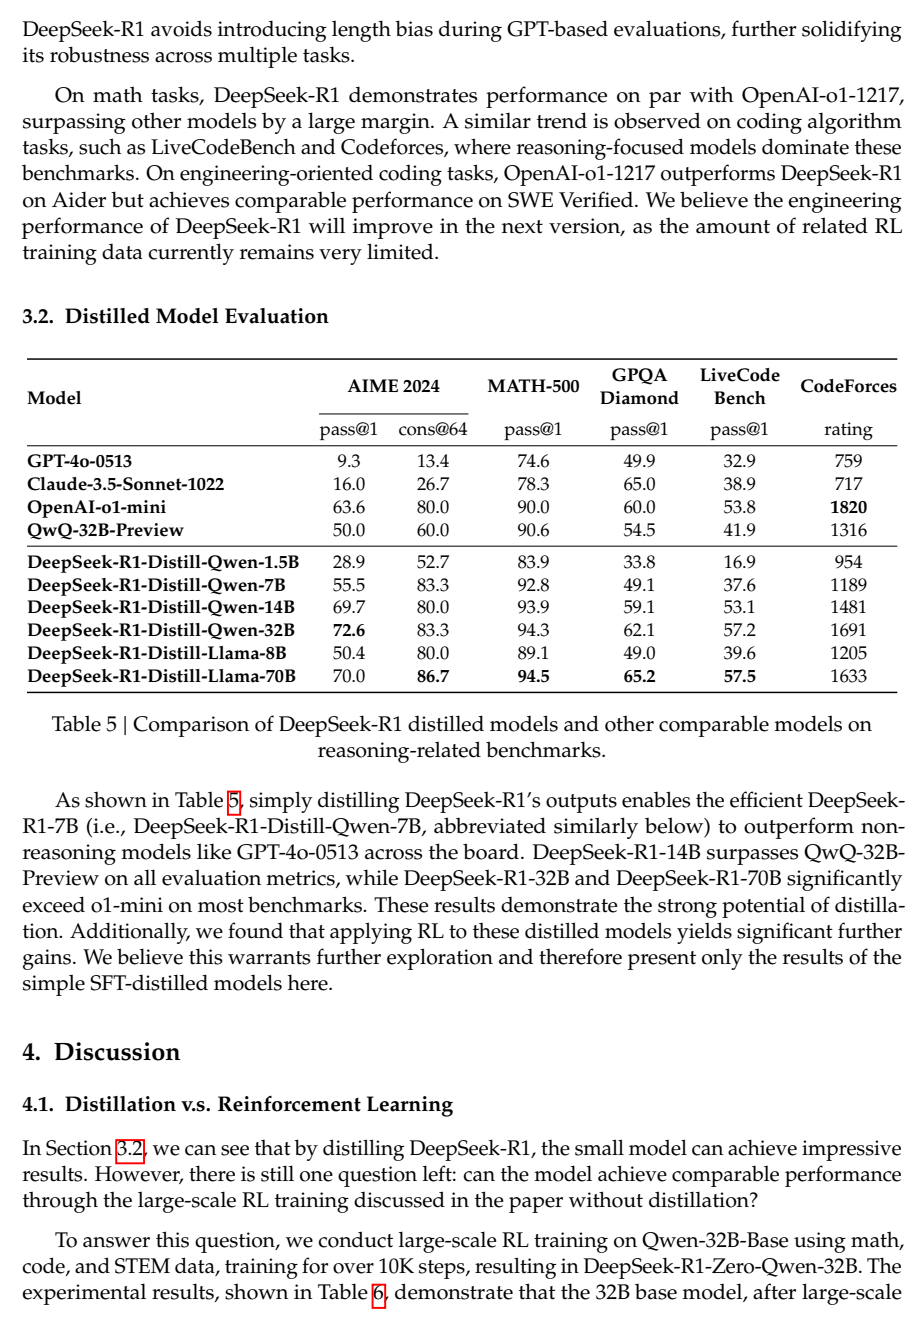 DeepSeek-R1 avoids introducing length bias during GPT-based evaluations, further solidifying
its robustness across multiple tasks.
On math tasks, DeepSeek-R1 demonstrates performance on par with OpenAI-o1-1217,
surpassing other models by a large margin. A similar trend is observed on coding algorithm
tasks, such as LiveCodeBench and Codeforces, where reasoning-focused models dominate these
benchmarks. On engineering-oriented coding tasks, OpenAI-o1-1217 outperforms DeepSeek-R1
on Aider but achieves comparable performance on SWE Verified. We believe the engineering
performance of DeepSeek-R1 will improve in the next version, as the amount of related RL
training data currently remains very limited.
3.2. Distilled Model Evaluation
Model AIME 2024 MATH-500 GPQA Diamond LiveCode Bench CodeForces
pass@1 cons@64 pass@1 pass@1 pass@1 rating
GPT-4o-0513 9.3 13.4 74.6 49.9 32.9 759
Claude-3.5-Sonnet-1022 16.0 26.7 78.3 65.0 38.9 717
OpenAI-o1-mini 63.6 80.0 90.0 60.0 53.8 1820
QwQ-32B-Preview 50.0 60.0 90.6 54.5 41.9 1316
DeepSeek-R1-Distill-Qwen-1.5B 28.9 52.7 83.9 33.8 16.9 954
DeepSeek-R1-Distill-Qwen-7B 55.5 83.3 92.8 49.1 37.6 1189
DeepSeek-R1-Distill-Qwen-14B 69.7 80.0 93.9 59.1 53.1 1481
DeepSeek-R1-Distill-Qwen-32B 72.6 83.3 94.3 62.1 57.2 1691
DeepSeek-R1-Distill-Llama-8B 50.4 80.0 89.1 49.0 39.6 1205
DeepSeek-R1-Distill-Llama-70B 70.0 86.7 94.5 65.2 57.5 1633
Table 5 | Comparison of DeepSeek-R1 distilled models and other comparable models on
reasoning-related benchmarks.
As shown in Table 5, simply distilling DeepSeek-R1's outputs enables the efficient DeepSeek-
R1-7B (i.e., DeepSeek-R1-Distill-Qwen-7B, abbreviated similarly below) to outperform non-
reasoning models like GPT-4o-0513 across the board. DeepSeek-R1-14B surpasses QwQ-32B-
Preview on all evaluation metrics, while DeepSeek-R1-32B and DeepSeek-R1-70B significantly
exceed o1-mini on most benchmarks. These results demonstrate the strong potential of distilla-
tion. Additionally, we found that applying RL to these distilled models yields significant further
gains. We believe this warrants further exploration and therefore present only the results of the
simple SFT-distilled models here.
4. Discussion
4.1. Distillation v.s. Reinforcement Learning
In Section 3.2, we can see that by distilling DeepSeek-R1, the small model can achieve impressive
results. However, there is still one question left: can the model achieve comparable performance
through the large-scale RL training discussed in the paper without distillation?
To answer this question, we conduct large-scale RL training on Qwen-32B-Base using math,
code, and STEM data, training for over 10K steps, resulting in DeepSeek-R1-Zero-Qwen-32B. The
experimental results, shown in Table 6, demonstrate that the 32B base model, after large-scale